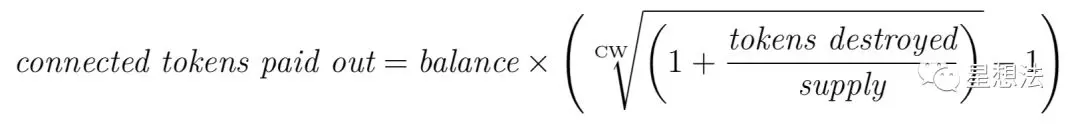 connected tokens paid out = balance × ( ᶜᵂ√(1 + tokens destroyed / supply) − 1 )
星想法